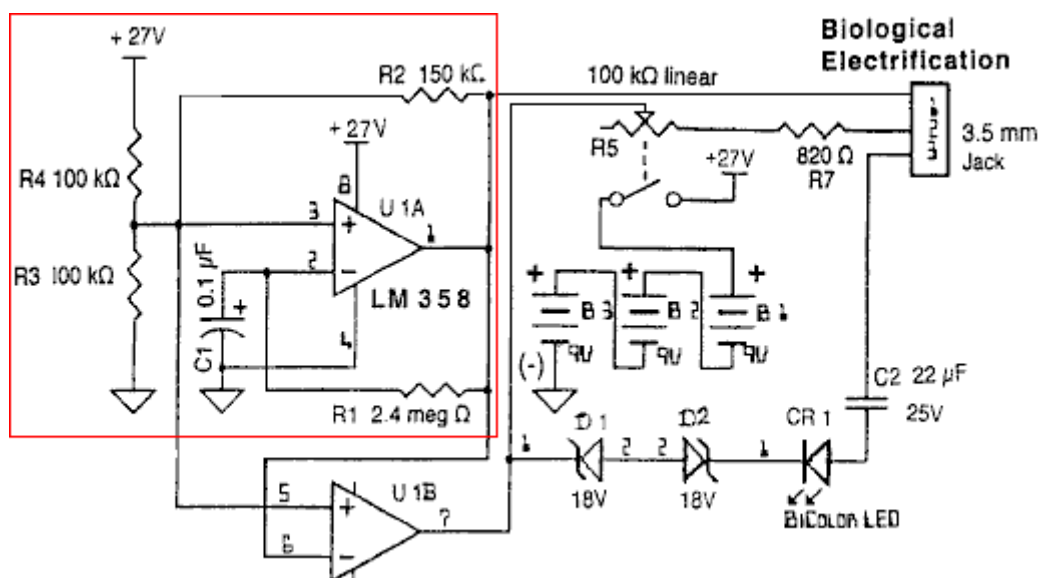 + 27V
R2 150 kΩ
100 kΩ linear
Biological
Electrification
+ 27V
R4 100 kΩ
R5
+27V
820 Ω
R7
3.5 mm
Jack
8
U 1A
3
+
1
2
−
R3 100 kΩ
0.1 µF
+
LM 358
C1
4
+
+
+
B 3
B 2
B 1
(-)
9V
9V
9V
R1 2.4 meg Ω
C2 22 µF
25V
D 1
D2
CR 1
1
2
2
1
18V
18V
BiColor LED
U 1B
5
+
7
6
−